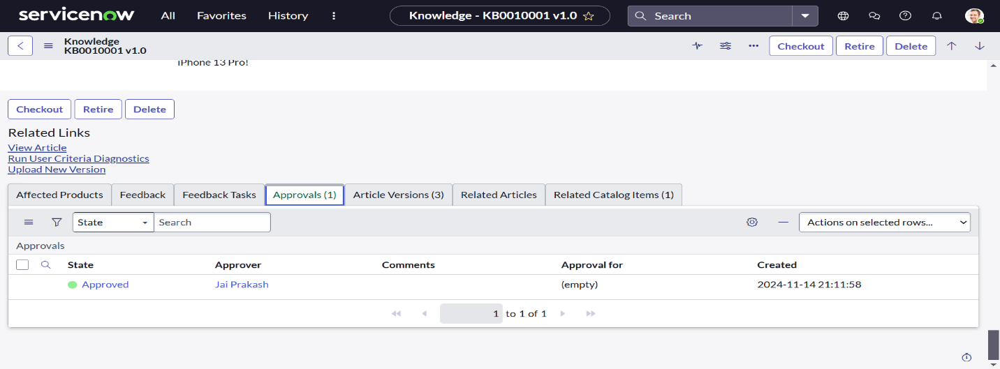 servicenow All Favorites History Knowledge - KB0010001 v1.0 Search
Knowledge
KB0010001 v1.0
Checkout Retire Delete
iPhone 13 Pro!
Checkout Retire Delete
Related Links
View Article
Run User Criteria Diagnostics
Upload New Version
Affected Products Feedback Feedback Tasks Approvals (1) Article Versions (3) Related Articles Related Catalog Items (1)
State Search Actions on selected rows...
Approvals
State Approver Comments Approval for Created
Approved Jai Prakash (empty) 2024-11-14 21:11:58
1 to 1 of 1